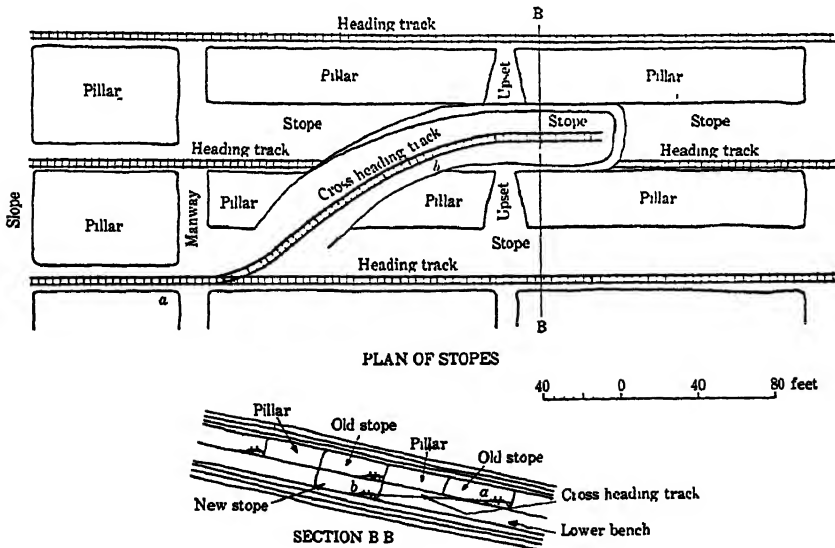 Heading track
B
Pillar
Pillar
Upset
Pillar
Stope
Stope
Stope
Heading track
Cross heading track
Heading track
b
Slope
Pillar
Manway
Pillar
Pillar
Upset
Pillar
Stope
Heading track
a
B
PLAN OF STOPES
40 0 40 80 feet
Pillar
Old stope
Pillar
Old stope
a
b
Cross heading track
New stope
Lower bench
SECTION B B